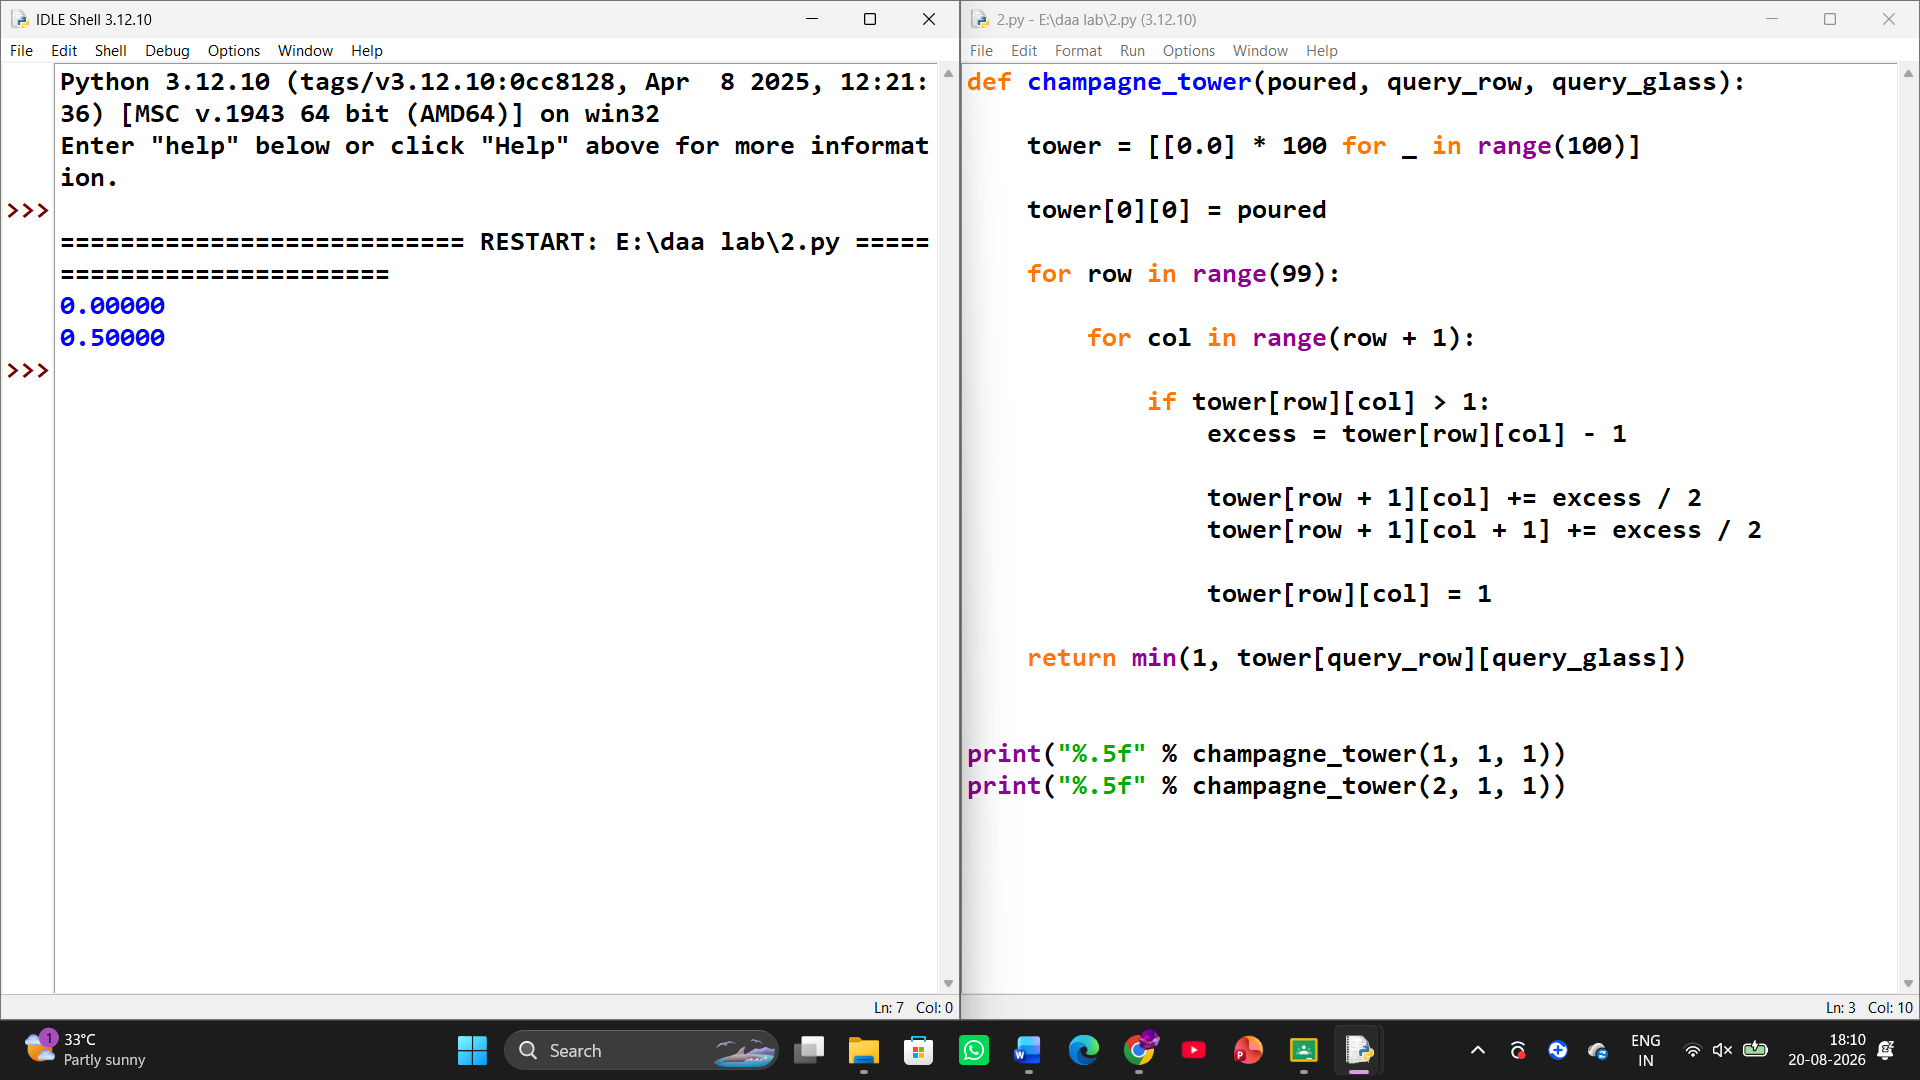 IDLE Shell 3.12.10
File Edit Shell Debug Options Window Help
Python 3.12.10 (tags/v3.12.10:0cc8128, Apr  8 2025, 12:21:
36) [MSC v.1943 64 bit (AMD64)] on win32
Enter "help" below or click "Help" above for more informat
ion.
>>>
=========================== RESTART: E:\daa lab\2.py =====
======================
0.00000
0.50000
>>>
Ln: 7 Col: 0
2.py - E:\daa lab\2.py (3.12.10)
File Edit Format Run Options Window Help
def champagne_tower(poured, query_row, query_glass):
    tower = [[0.0] * 100 for _ in range(100)]
    tower[0][0] = poured
    for row in range(99):
        for col in range(row + 1):
            if tower[row][col] > 1:
                excess = tower[row][col] - 1
                tower[row + 1][col] += excess / 2
                tower[row + 1][col + 1] += excess / 2
                tower[row][col] = 1
    return min(1, tower[query_row][query_glass])
print("%.5f" % champagne_tower(1, 1, 1))
print("%.5f" % champagne_tower(2, 1, 1))
Ln: 3 Col: 10
1
33°C
Partly sunny
Search
W
P
ENG
IN
18:10
20-08-2026